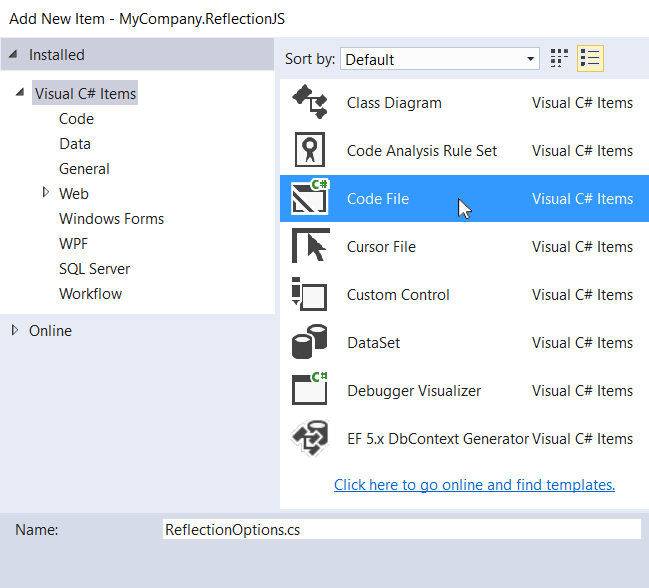 Add New Item - MyCompany.ReflectionJS
Installed
Sort by: Default
Visual C# Items
Code
Data
General
Web
Windows Forms
WPF
SQL Server
Workflow
Online
Class Diagram Visual C# Items
Code Analysis Rule Set Visual C# Items
C# Code File Visual C# Items
Cursor File Visual C# Items
Custom Control Visual C# Items
DataSet Visual C# Items
C# Debugger Visualizer Visual C# Items
EF 5.x DbContext Generator Visual C# Items
Click here to go online and find templates.
Name: ReflectionOptions.cs